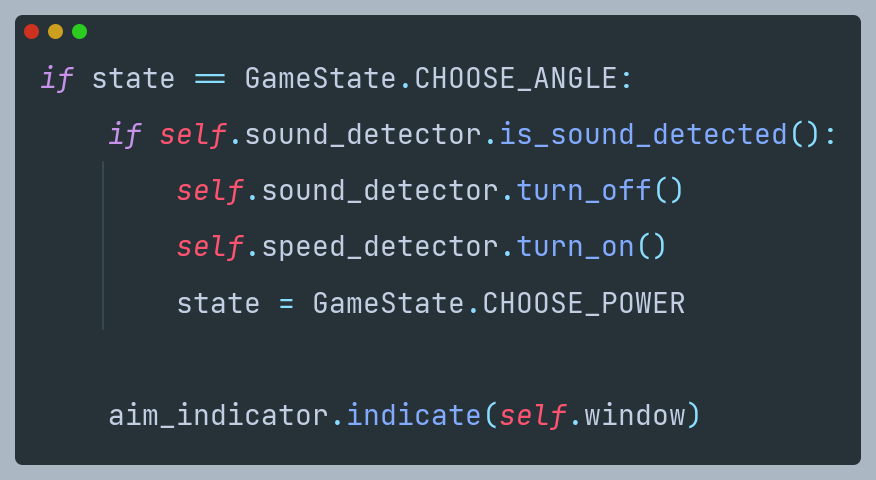 if state == GameState.CHOOSE_ANGLE:
    if self.sound_detector.is_sound_detected():
        self.sound_detector.turn_off()
        self.speed_detector.turn_on()
        state = GameState.CHOOSE_POWER
    aim_indicator.indicate(self.window)